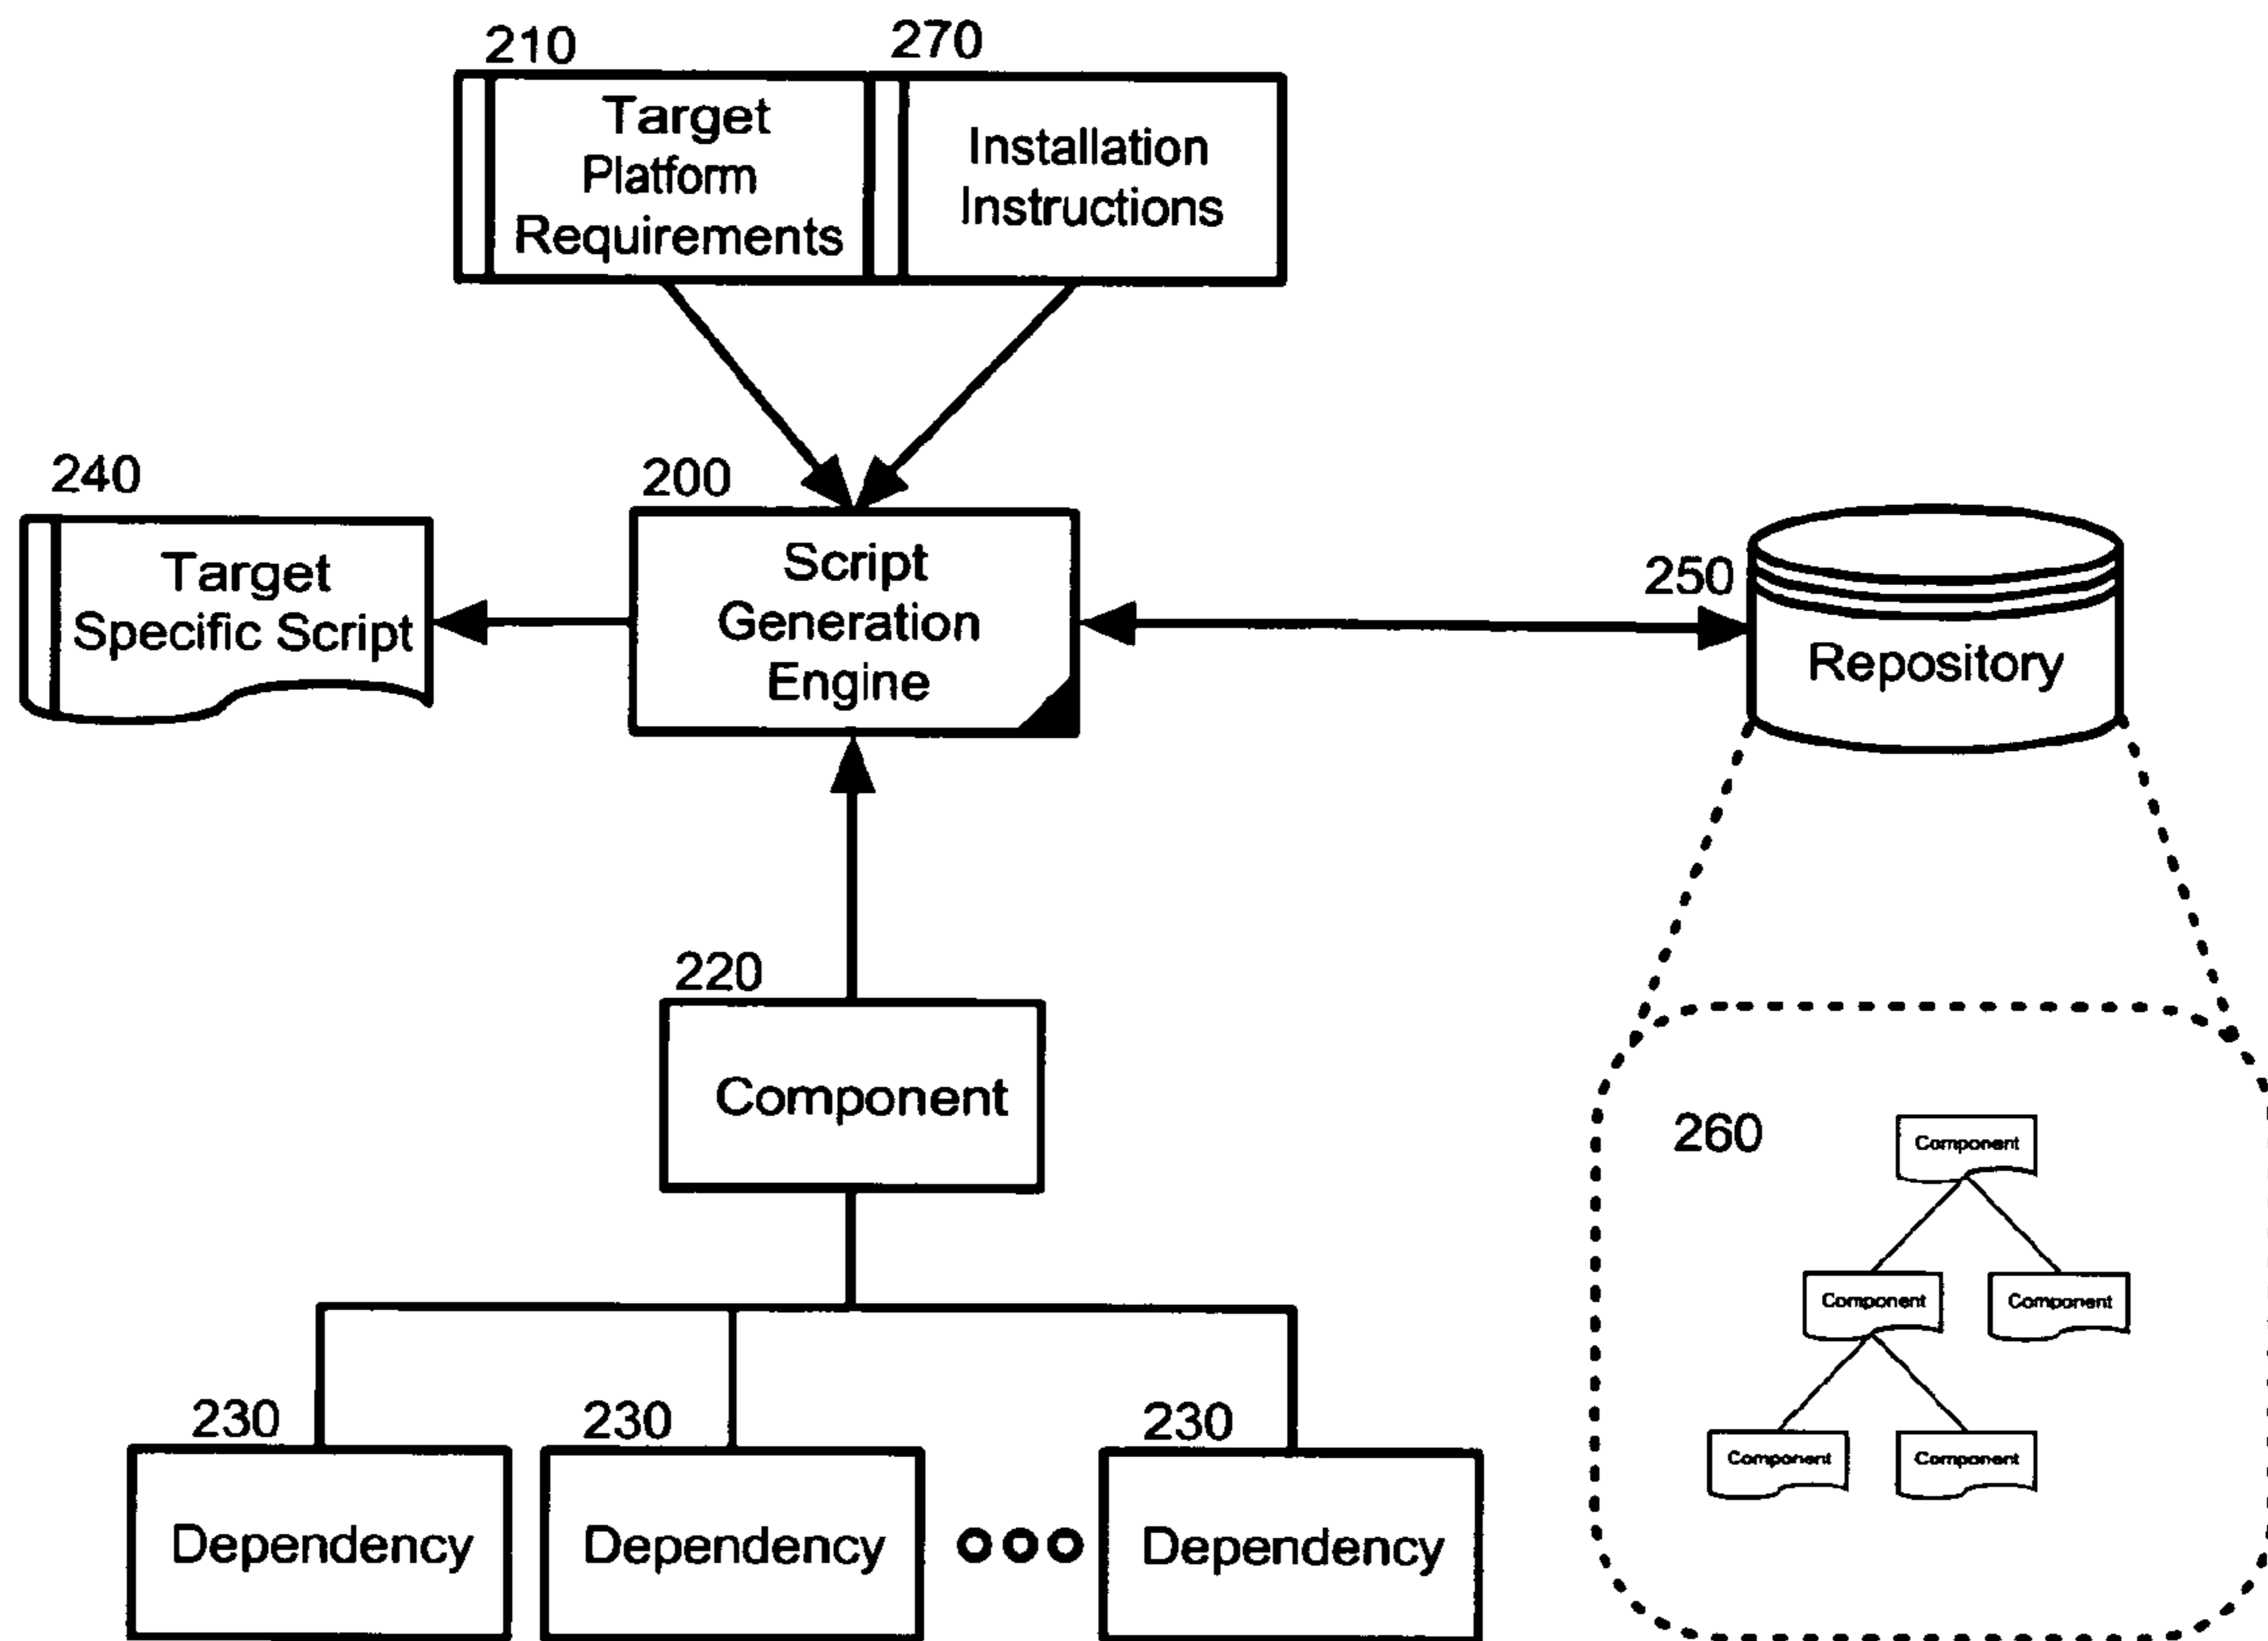 210
270
Target
Platform
Requirements
Installation
Instructions
240
200
Target
Specific Script
Script
Generation
Engine
250
Repository
220
Component
260
Component
Component
Component
Component
Component
230
230
230
Dependency
Dependency
Dependency